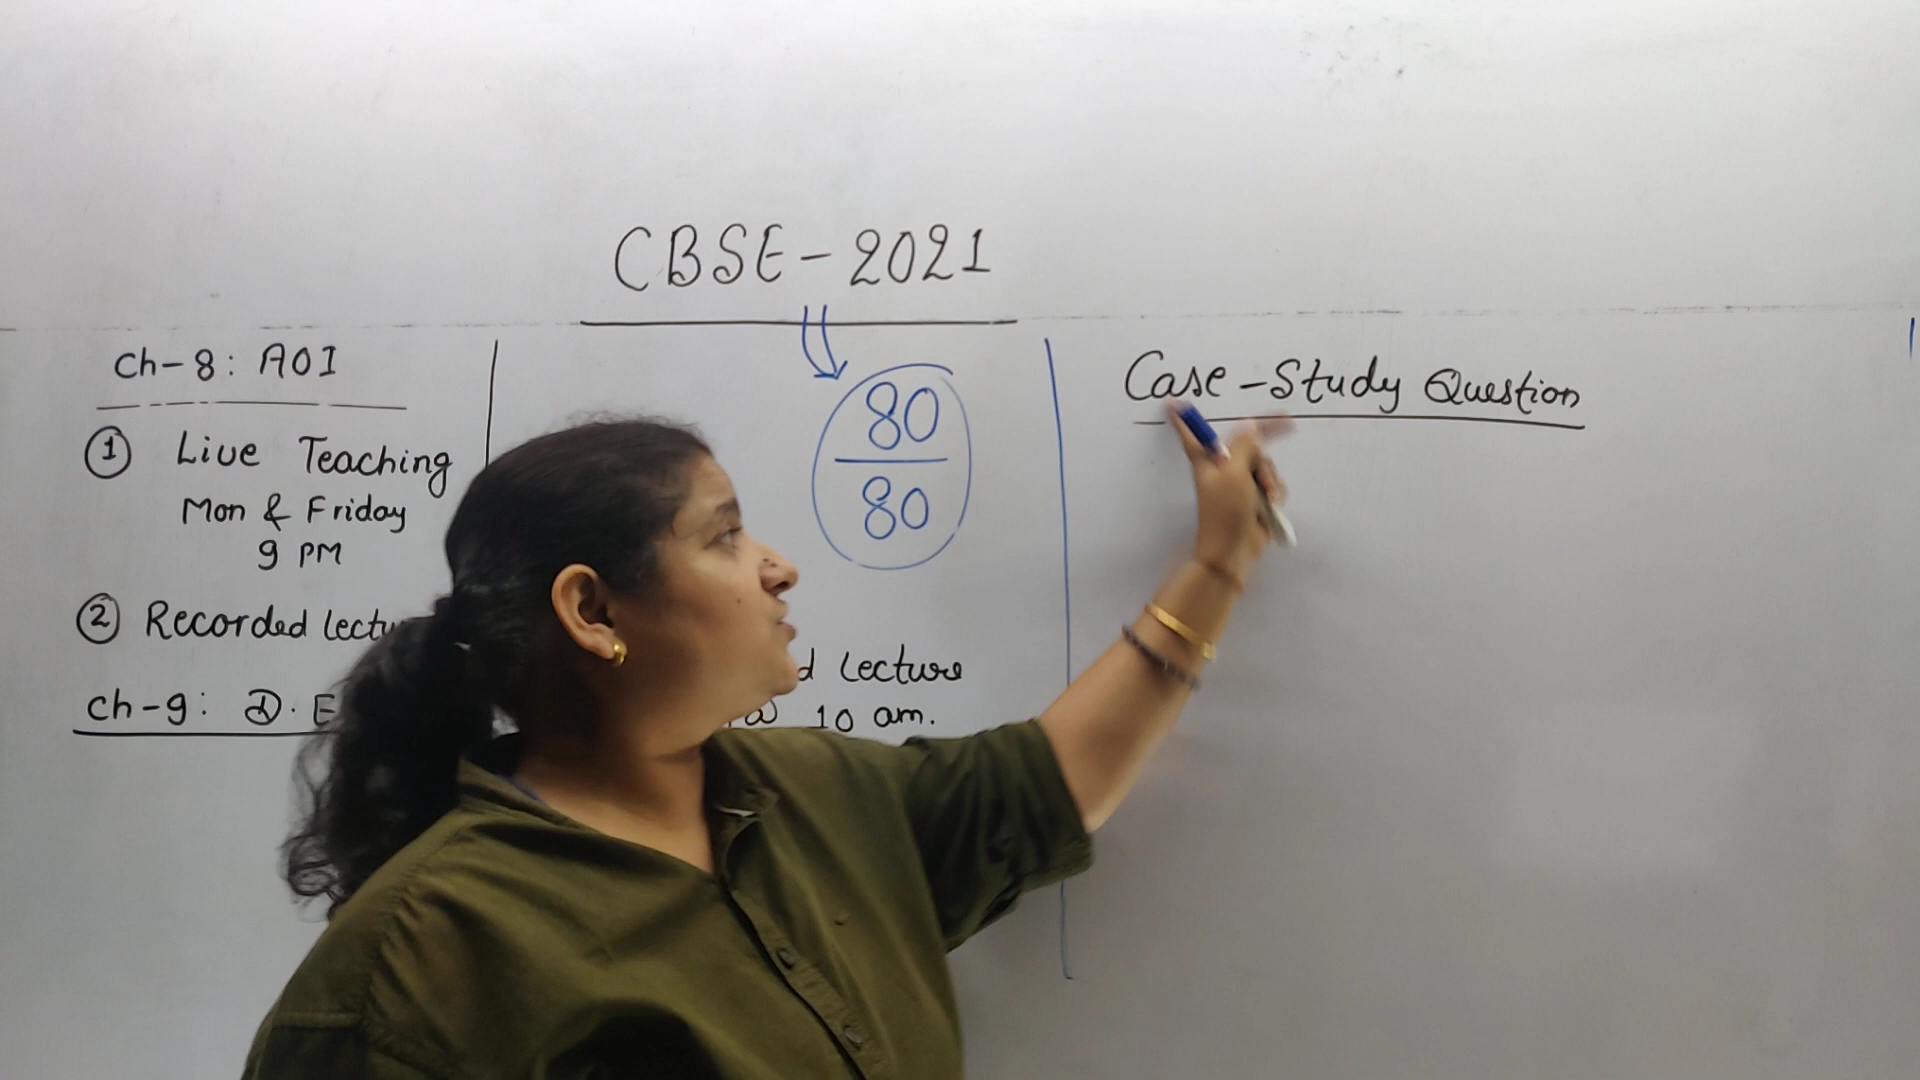 CBSE - 2021
Ch-8: AOI
① Live Teaching
Mon & Friday
9 PM
② Recorded
Ch-9: D.E
80
80
Lecture
10 am.
Case - Study Question